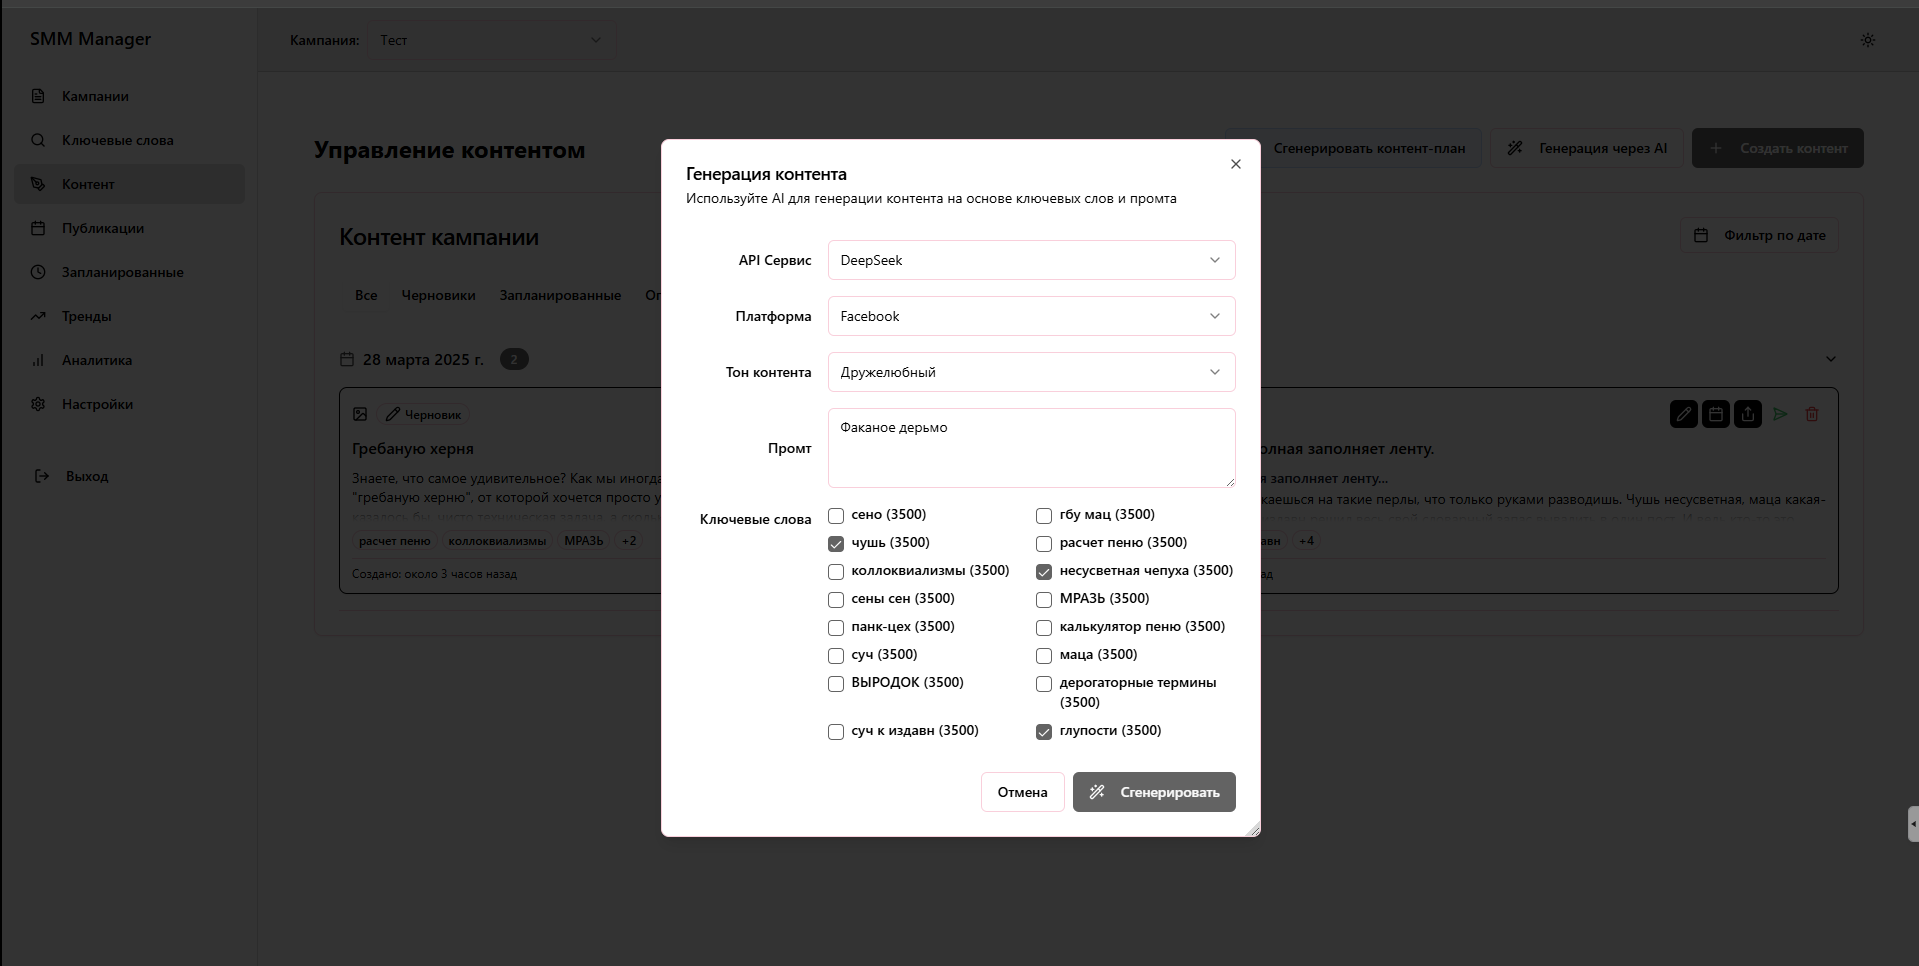 SMM Manager
Кампания:
Тест
Кампании
Ключевые слова
Контент
Публикации
Запланированные
Тренды
Аналитика
Настройки
Выход
Управление контентом
Сгенерировать контент-план
Генерация через AI
Создать контент
Контент кампании
Фильтр по дате
Все
Черновики
Запланированные
28 марта 2025 г.
2
Черновик
Гребаную херня
Знаете, что самое удивительное? Как мы иногда
"гребаную херню", от которой хочется просто
расчет пеню
коллоквиализмы
МРАЗЬ
+2
Создано: около 3 часов назад
заполняет ленту.
заполняет ленту...
на такие перлы, что только руками разводишь. Чушь несусветная, маца какая-
+4
Генерация контента
Используйте AI для генерации контента на основе ключевых слов и промта
API Сервис
DeepSeek
Платформа
Facebook
Тон контента
Дружелюбный
Промт
Факаное дерьмо
Ключевые слова
сено (3500)
гбу мац (3500)
чушь (3500)
расчет пеню (3500)
коллоквиализмы (3500)
несусветная чепуха (3500)
сены сен (3500)
МРАЗЬ (3500)
панк-цех (3500)
калькулятор пеню (3500)
суч (3500)
маца (3500)
ВЫРОДОК (3500)
дерогаторные термины
(3500)
суч к издавн (3500)
глупости (3500)
Отмена
Сгенерировать